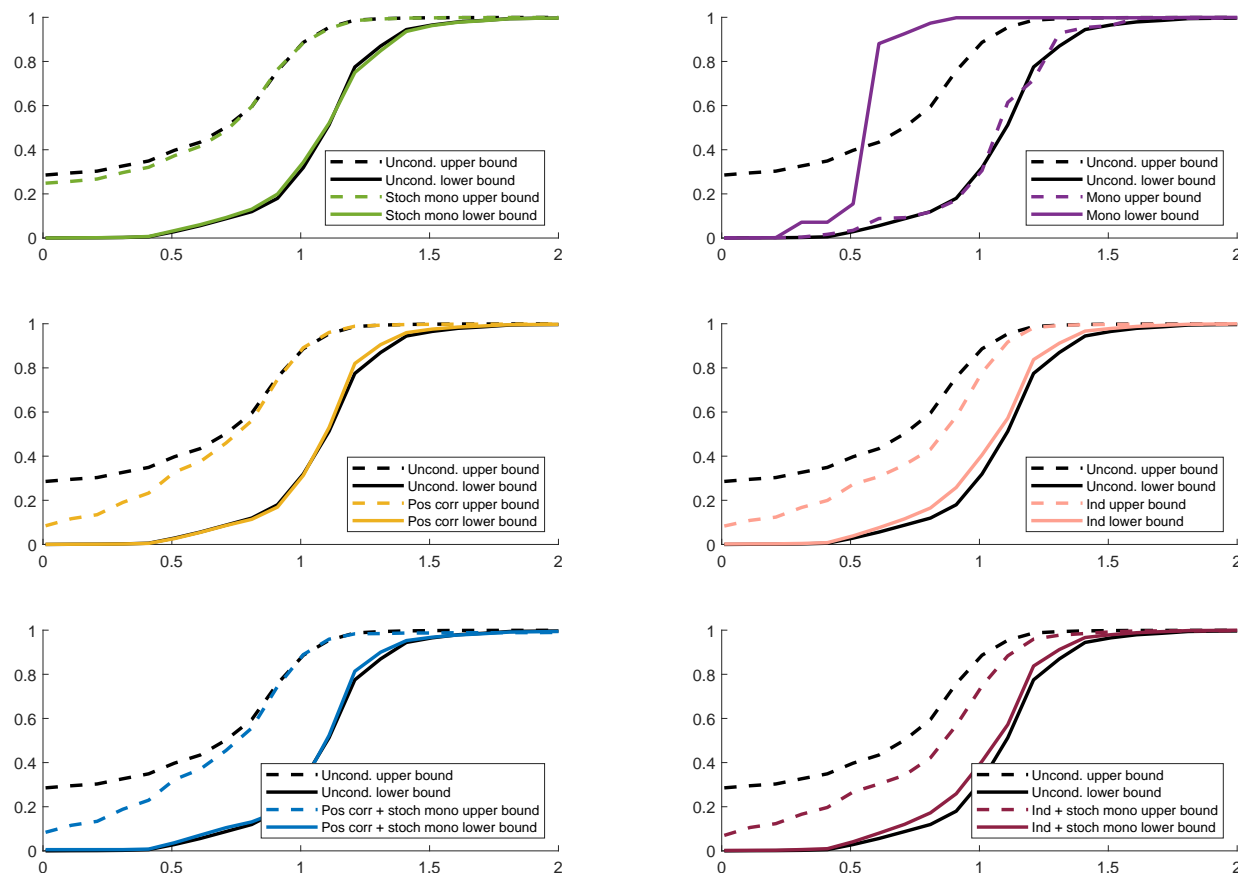 1
0.8
0.6
0.4
0.2
0
0
0.5
1
1.5
2
Uncond. upper bound
Uncond. lower bound
Stoch mono upper bound
Stoch mono lower bound
1
0.8
0.6
0.4
0.2
0
0
0.5
1
1.5
2
Uncond. upper bound
Uncond. lower bound
Mono upper bound
Mono lower bound
1
0.8
0.6
0.4
0.2
0
0
0.5
1
1.5
2
Uncond. upper bound
Uncond. lower bound
Pos corr upper bound
Pos corr lower bound
1
0.8
0.6
0.4
0.2
0
0
0.5
1
1.5
2
Uncond. upper bound
Uncond. lower bound
Ind upper bound
Ind lower bound
1
0.8
0.6
0.4
0.2
0
0
0.5
1
1.5
2
Uncond. upper bound
Uncond. lower bound
Pos corr + stoch mono upper bound
Pos corr + stoch mono lower bound
1
0.8
0.6
0.4
0.2
0
0
0.5
1
1.5
2
Uncond. upper bound
Uncond. lower bound
Ind + stoch mono upper bound
Ind + stoch mono lower bound